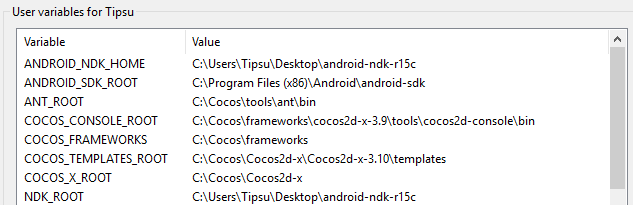 User variables for Tipsu
Variable Value
ANDROID_NDK_HOME C:\Users\Tipsu\Desktop\android-ndk-r15c
ANDROID_SDK_ROOT C:\Program Files (x86)\Android\android-sdk
ANT_ROOT C:\Cocos\tools\ant\bin
COCOS_CONSOLE_ROOT C:\Cocos\frameworks\cocos2d-x-3.9\tools\cocos2d-console\bin
COCOS_FRAMEWORKS C:\Cocos\frameworks
COCOS_TEMPLATES_ROOT C:\Cocos\Cocos2d-x\Cocos2d-x-3.10\templates
COCOS_X_ROOT C:\Cocos\Cocos2d-x
NDK_ROOT C:\Users\Tipsu\Desktop\android-ndk-r15c